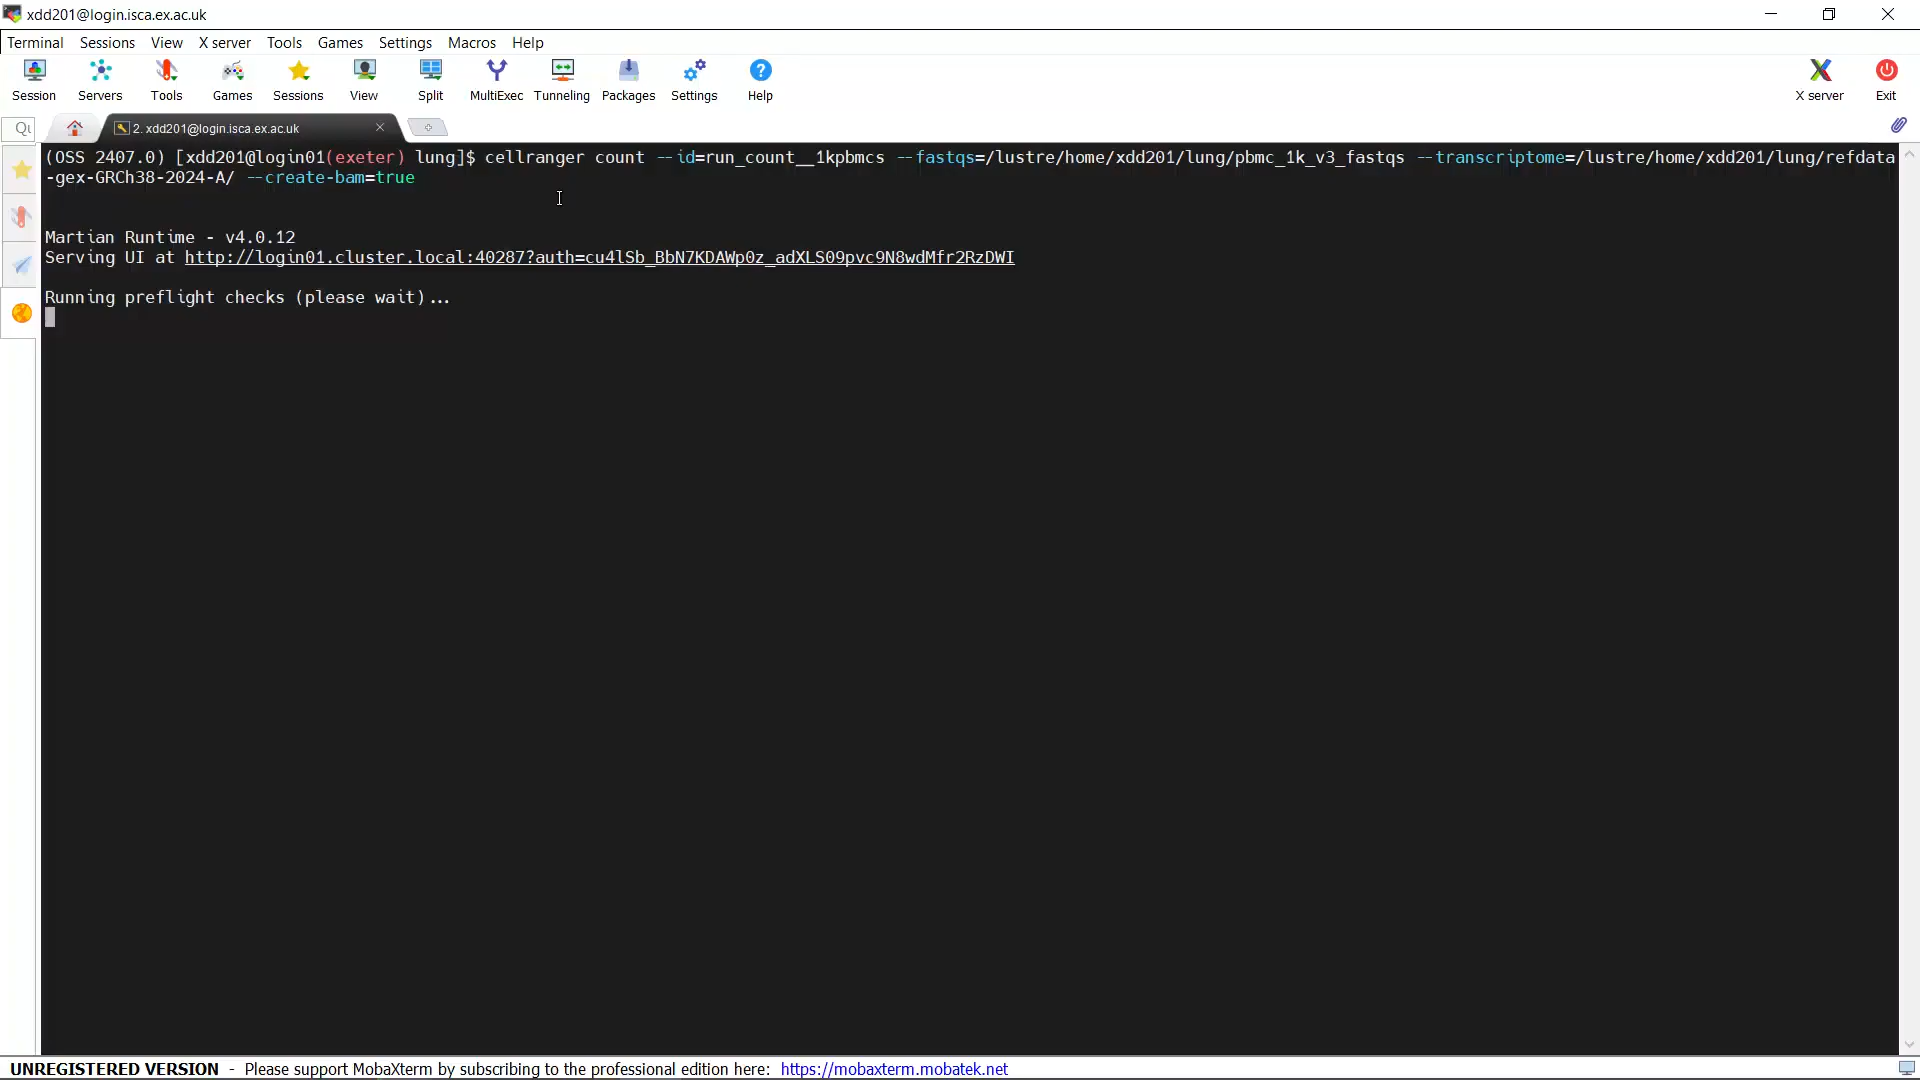 xdd201@login.isca.ex.ac.uk
Terminal Sessions View X server Tools Games Settings Macros Help
Session Servers Tools Games Sessions View Split MultiExec Tunneling Packages Settings Help X server Exit
2. xdd201@login.isca.ex.ac.uk
(OSS 2407.0) [xdd201@login01(exeter) lung]$ cellranger count --id=run_count__1kpbmcs --fastqs=/lustre/home/xdd201/lung/pbmc_1k_v3_fastqs --transcriptome=/lustre/home/xdd201/lung/refdata
-gex-GRCh38-2024-A/ --create-bam=true
Martian Runtime - v4.0.12
Serving UI at http://login01.cluster.local:40287?auth=cu4lSb_BbN7KDAWp0z_adXLS09pvc9N8wdMfr2RzDWI
Running preflight checks (please wait)...
UNREGISTERED VERSION - Please support MobaXterm by subscribing to the professional edition here: https://mobaxterm.mobatek.net